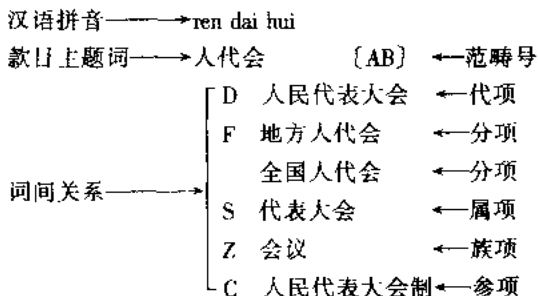 汉语拼音——→ren dai hui
款目主题词——→人代会 〔AB〕 ←—范畴号
D 人民代表大会 ←—代项
F 地方人代会 ←—分项
全国人代会 ←—分项
词间关系——→
S 代表大会 ←—属项
Z 会议 ←—族项
C 人民代表大会制←—参项